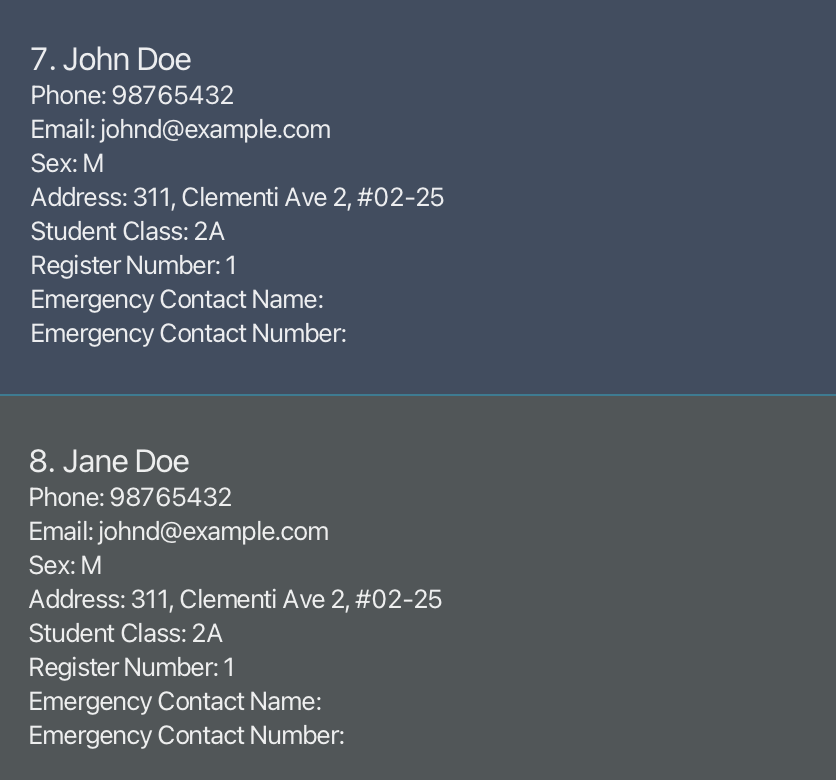 7. John Doe
Phone: 98765432
Email: johnd@example.com
Sex: M
Address: 311, Clementi Ave 2, #02-25
Student Class: 2A
Register Number: 1
Emergency Contact Name:
Emergency Contact Number:
8. Jane Doe
Phone: 98765432
Email: johnd@example.com
Sex: M
Address: 311, Clementi Ave 2, #02-25
Student Class: 2A
Register Number: 1
Emergency Contact Name:
Emergency Contact Number: